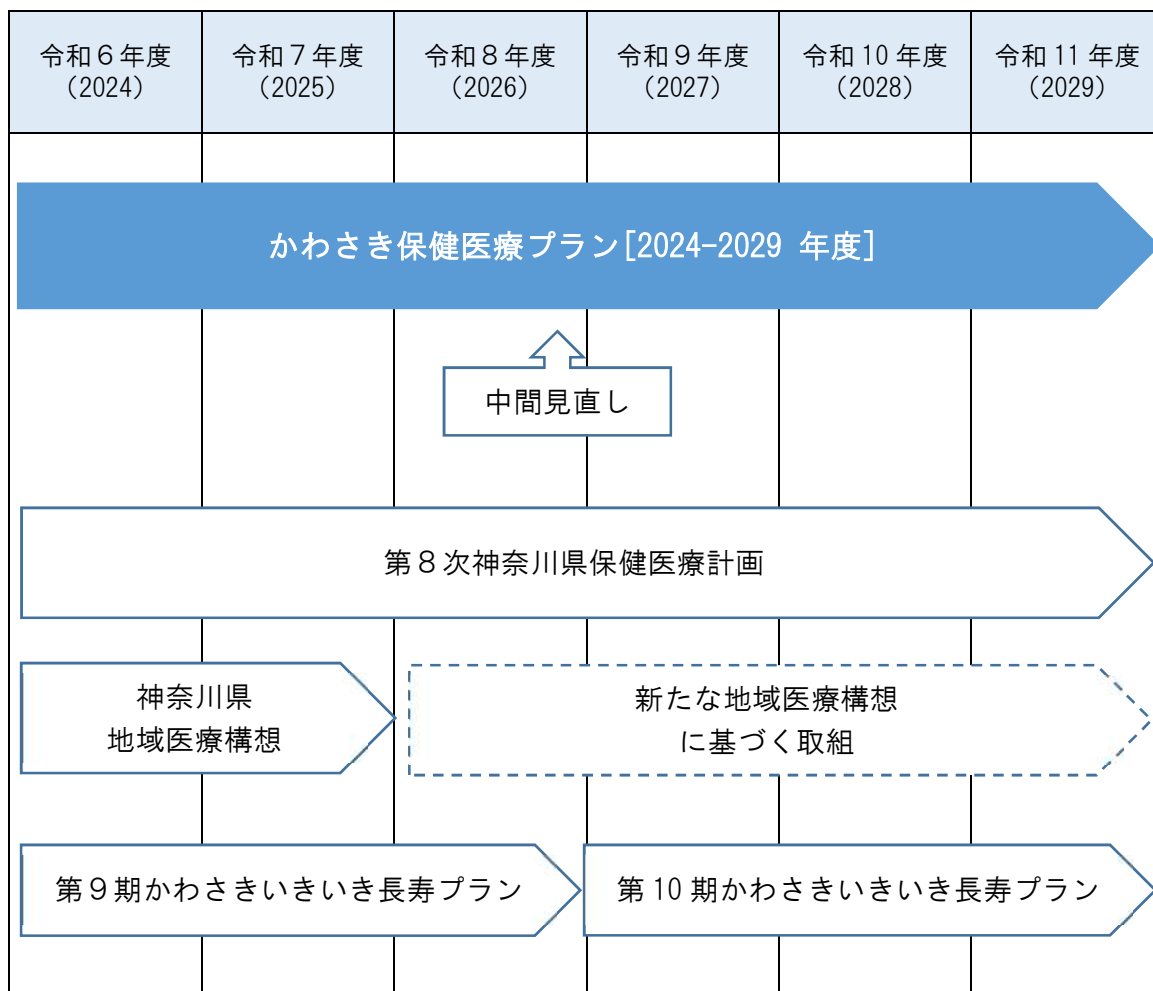 令和６年度
（2024）
令和７年度
（2025）
令和８年度
（2026）
令和９年度
（2027）
令和 10 年度
（2028）
令和 11 年度
（2029）
かわさき保健医療プラン[2024-2029 年度]
中間見直し
第８次神奈川県保健医療計画
神奈川県
地域医療構想
新たな地域医療構想
に基づく取組
第９期かわさきいきいき長寿プラン
第 10 期かわさきいきいき長寿プラン